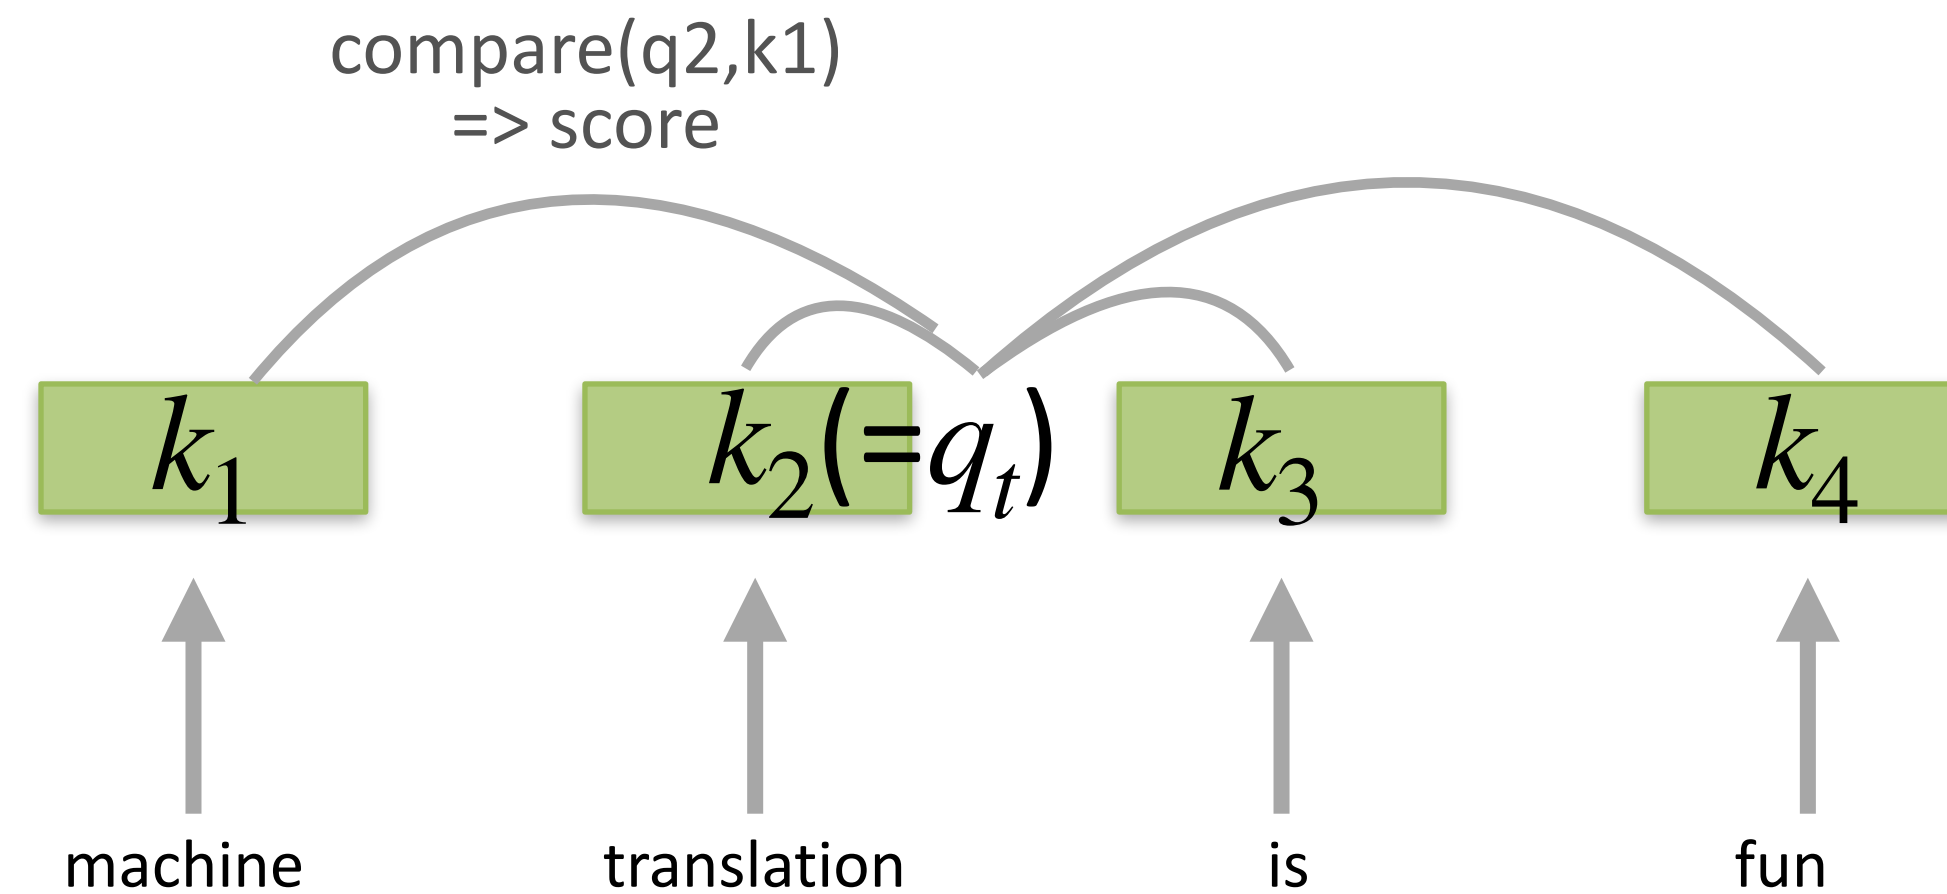 compare(q2,k1)
=> score
k₁ k₂(=qₜ) k₃ k₄
machine translation is fun